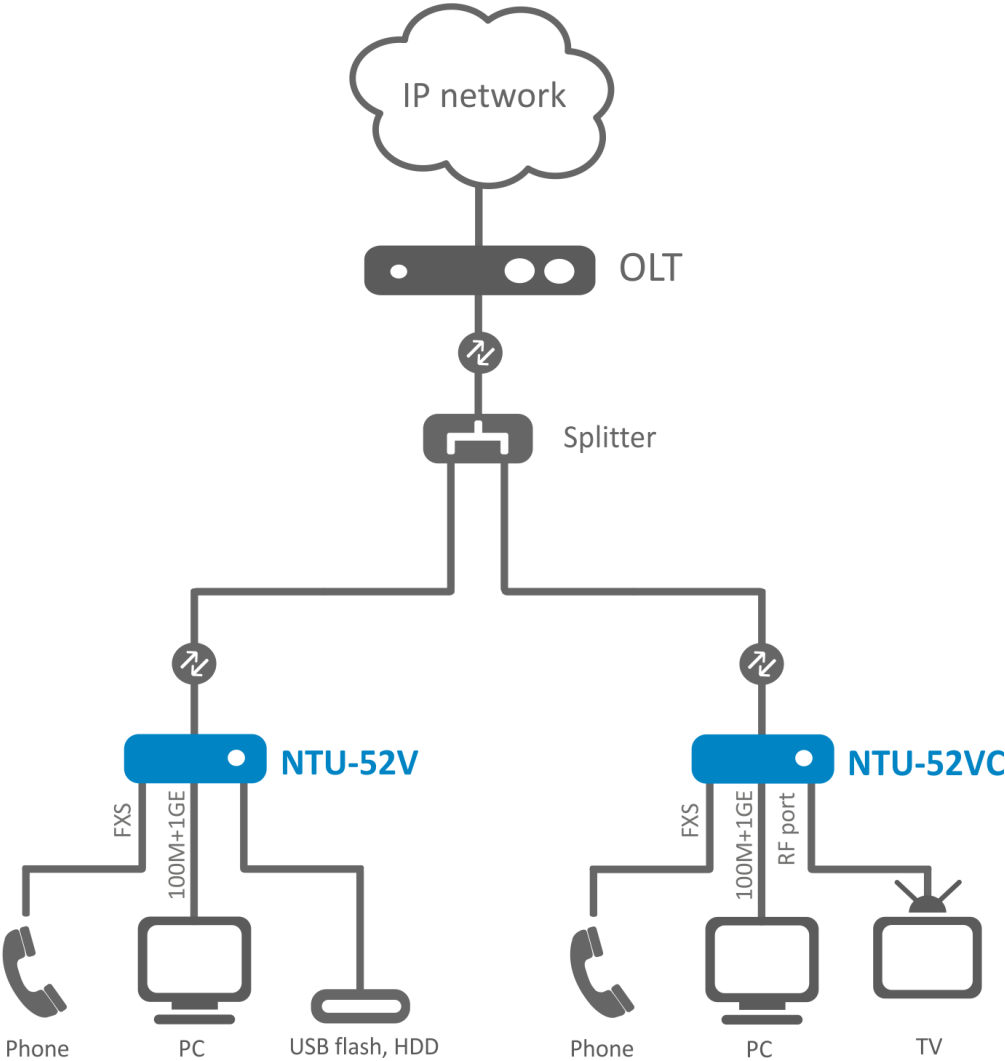 IP network
OLT
Splitter
NTU-52V
NTU-52VC
FXS
100M+1GE
FXS
100M+1GE
RF port
Phone
PC
USB flash, HDD
Phone
PC
TV